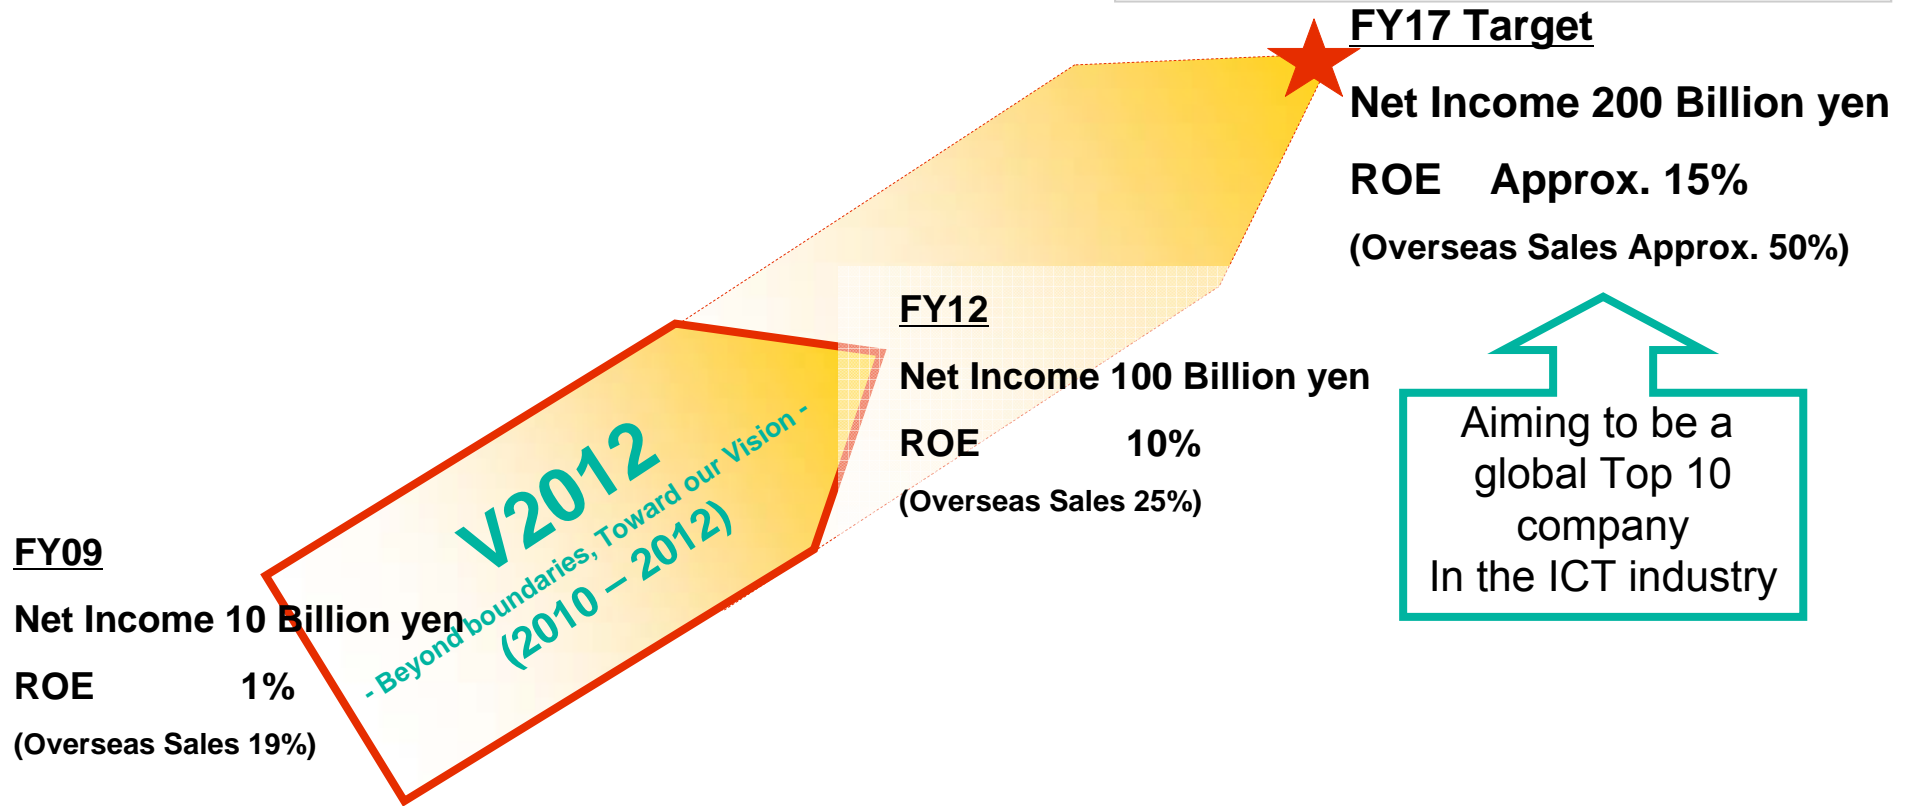 FY17 Target
Net Income 200 Billion yen
ROE Approx. 15%
(Overseas Sales Approx. 50%)
FY12
Net Income 100 Billion yen
ROE 10%
(Overseas Sales 25%)
Aiming to be a
global Top 10
company
In the ICT industry
V2012
- Beyond boundaries, Toward our Vision -
(2010 – 2012)
FY09
Net Income 10 Billion yen
ROE 1%
(Overseas Sales 19%)